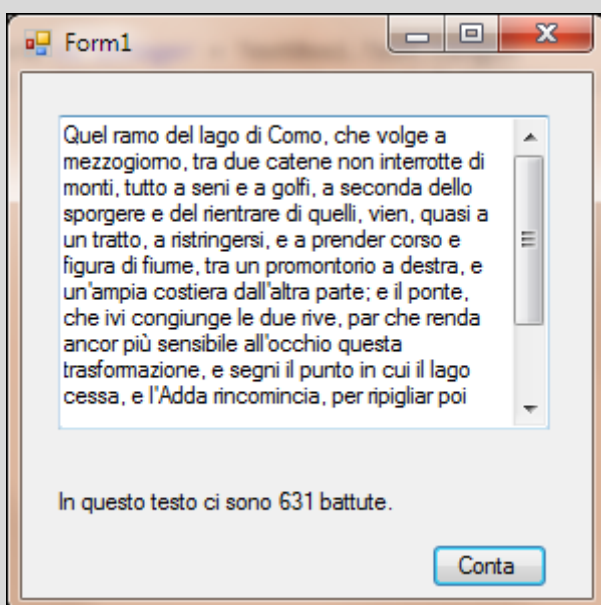 Form1
Quel ramo del lago di Como, che volge a
mezzogiorno, tra due catene non interrotte di
monti, tutto a seni e a golfi, a seconda dello
sporgere e del rientrare di quelli, vien, quasi a
un tratto, a ristringersi, e a prender corso e
figura di fiume, tra un promontorio a destra, e
un'ampia costiera dall'altra parte; e il ponte,
che ivi congiunge le due rive, par che renda
ancor più sensibile all'occhio questa
trasformazione, e segni il punto in cui il lago
cessa, e l'Adda rincomincia, per ripigliar poi
In questo testo ci sono 631 battute.
Conta